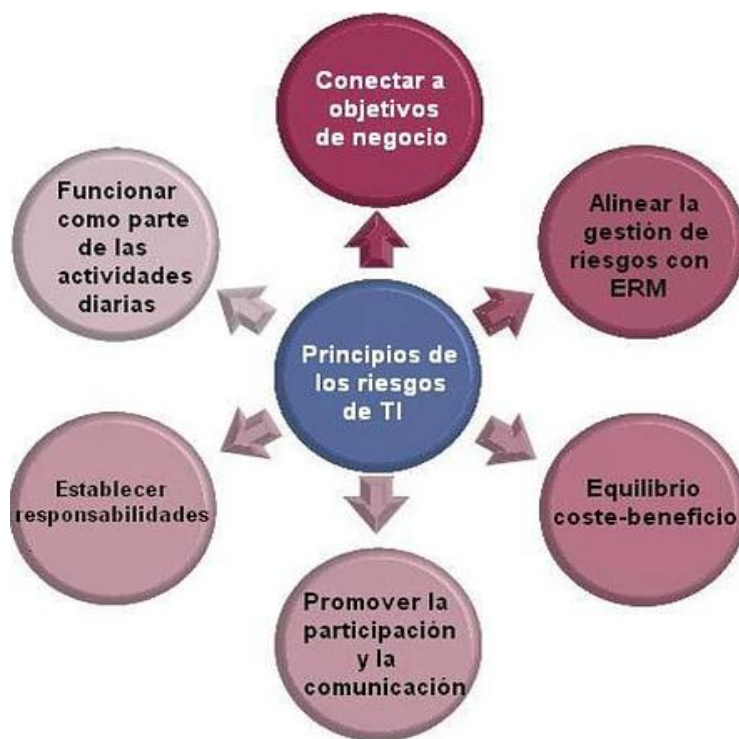 Conectar a
objetivos
de negocio
Alinear la
gestión de
riesgos con
ERM
Equilibrio
coste-beneficio
Promover la
participación
y la
comunicación
Establecer
responsabilidades
Funcionar
como parte
de las
actividades
diarias
Principios de
los riesgos
de TI